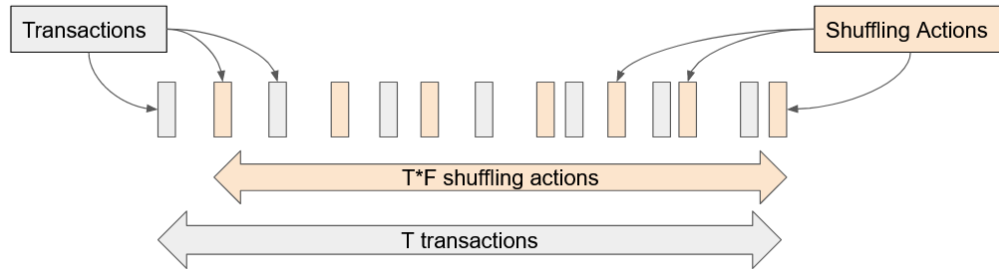 Transactions
Shuffling Actions
T*F shuffling actions
T transactions